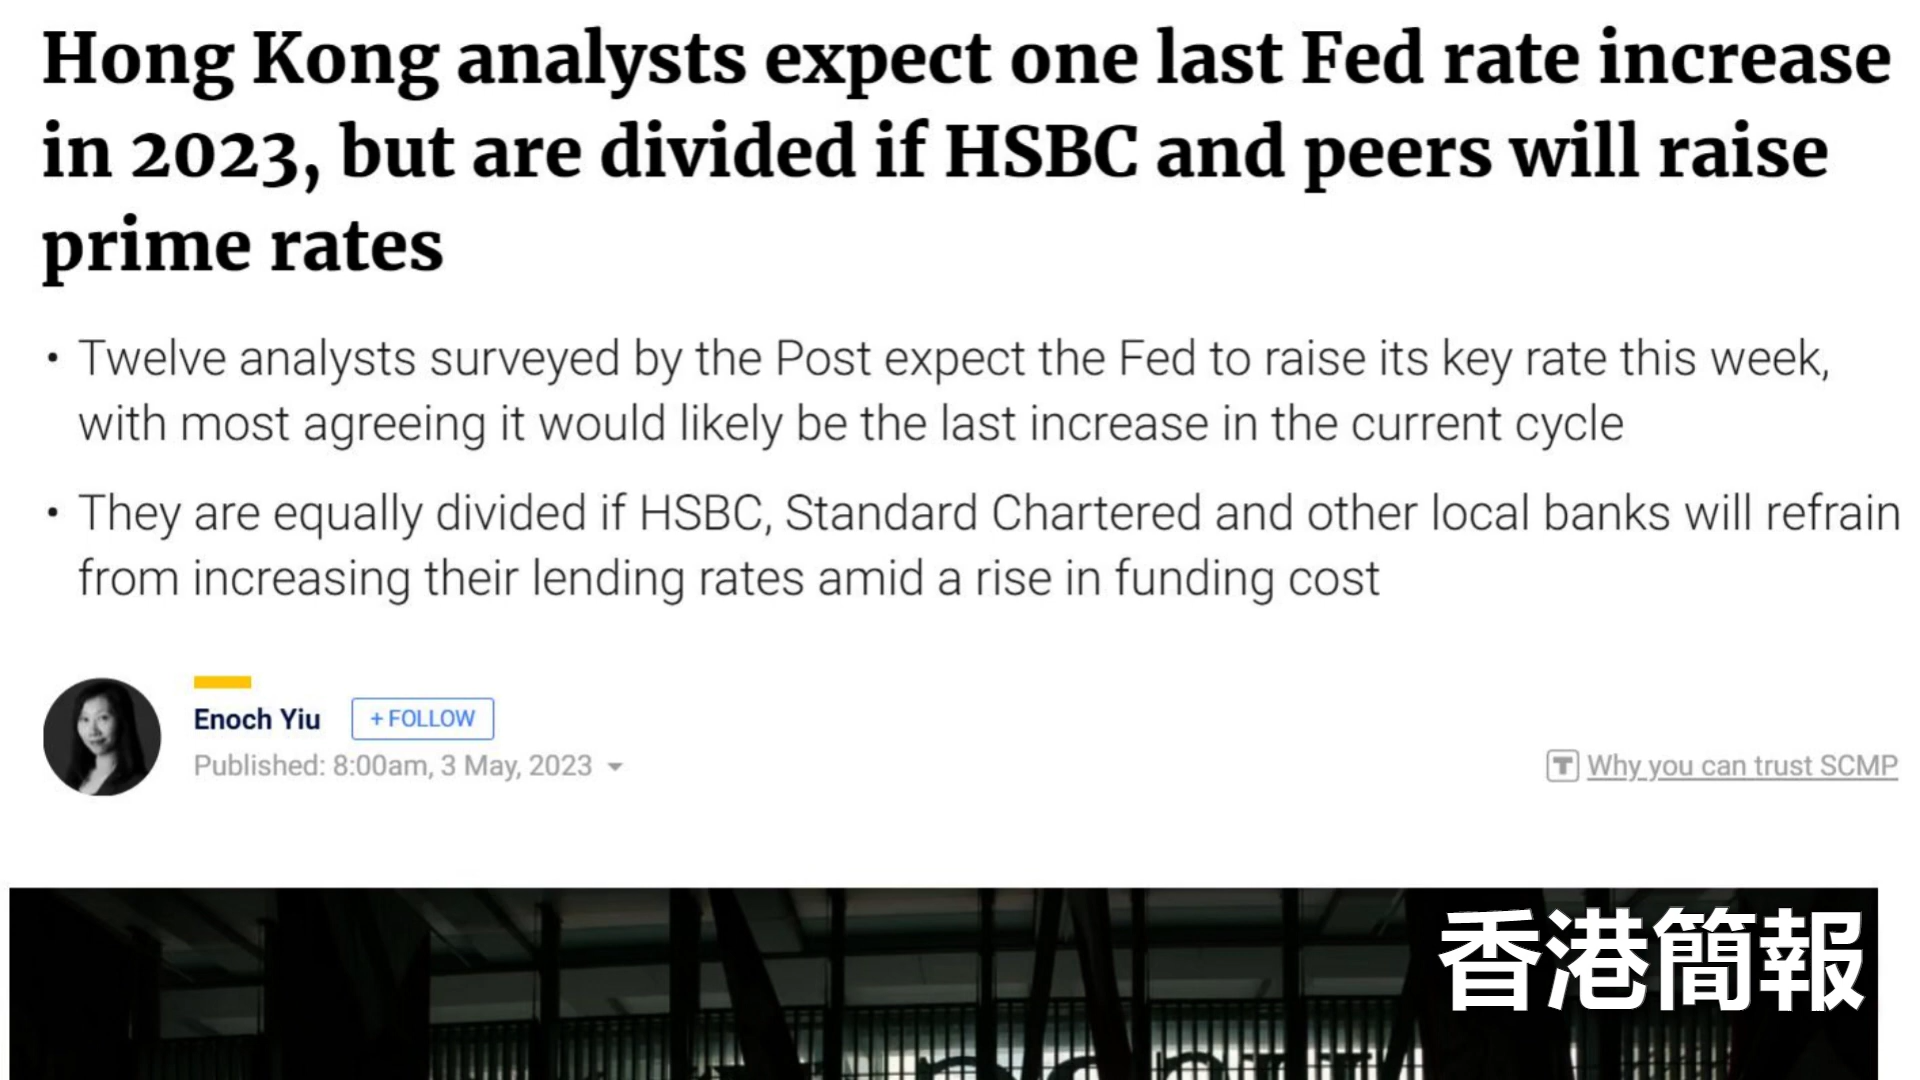 Hong Kong analysts expect one last Fed rate increase
in 2023, but are divided if HSBC and peers will raise
prime rates
• Twelve analysts surveyed by the Post expect the Fed to raise its key rate this week,
with most agreeing it would likely be the last increase in the current cycle
• They are equally divided if HSBC, Standard Chartered and other local banks will refrain
from increasing their lending rates amid a rise in funding cost
Enoch Yiu
+ FOLLOW
Published: 8:00am, 3 May, 2023
T Why you can trust SCMP
香港簡報